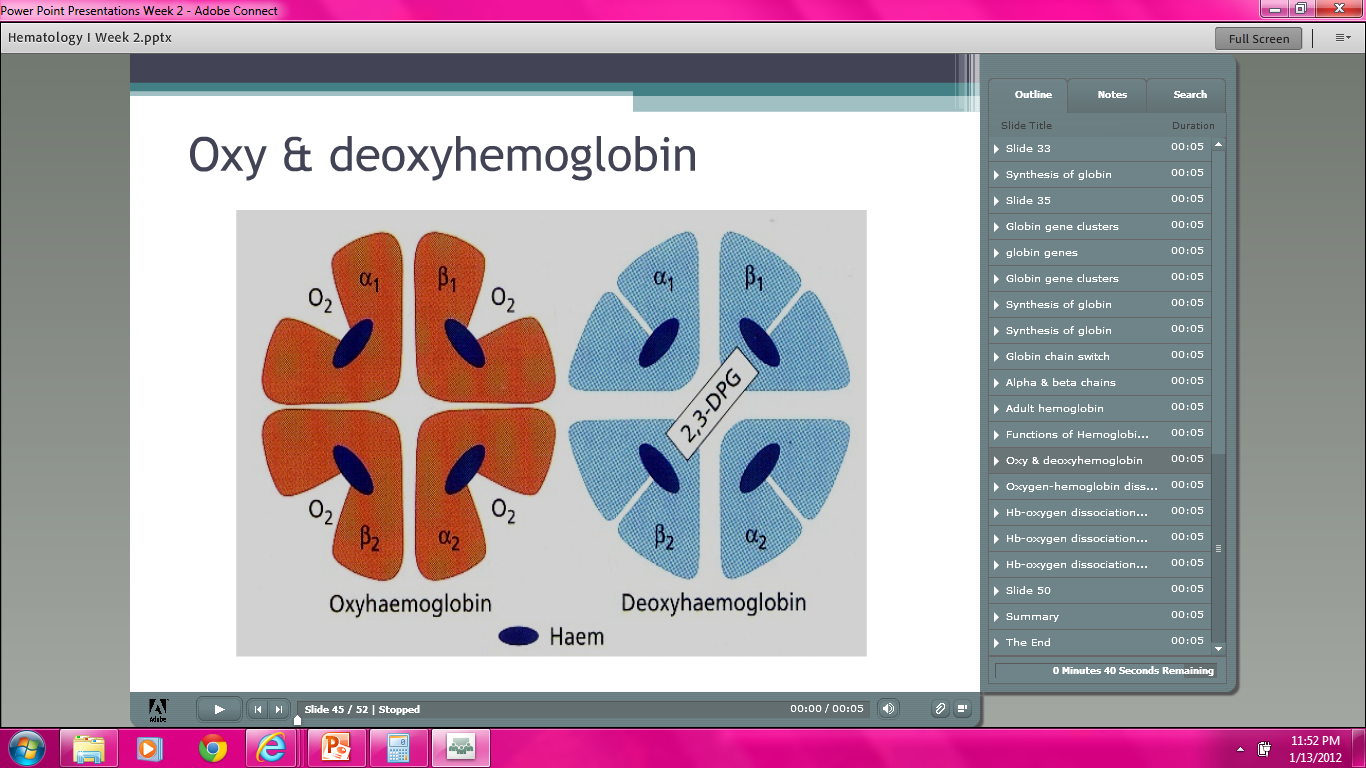 Power Point Presentations Week 2 - Adobe Connect
Hematology I Week 2.pptx
Full Screen
Oxy & deoxyhemoglobin
α1
β1
O2
O2
O2
β2
α2
O2
Oxyhaemoglobin
α1
β1
2,3-DPG
β2
α2
Deoxyhaemoglobin
Haem
Outline Notes Search
Slide Title Duration
Slide 33 00:05
Synthesis of globin 00:05
Slide 35 00:05
Globin gene clusters 00:05
globin genes 00:05
Globin gene clusters 00:05
Synthesis of globin 00:05
Synthesis of globin 00:05
Globin chain switch 00:05
Alpha & beta chains 00:05
Adult hemoglobin 00:05
Functions of Hemoglobi... 00:05
Oxy & deoxyhemoglobin 00:05
Oxygen-hemoglobin diss... 00:05
Hb-oxygen dissociation... 00:05
Hb-oxygen dissociation... 00:05
Hb-oxygen dissociation... 00:05
Slide 50 00:05
Summary 00:05
The End 00:05
0 Minutes 40 Seconds Remaining
Adobe
Slide 45 / 52 | Stopped
00:00 / 00:05
11:52 PM
1/13/2012